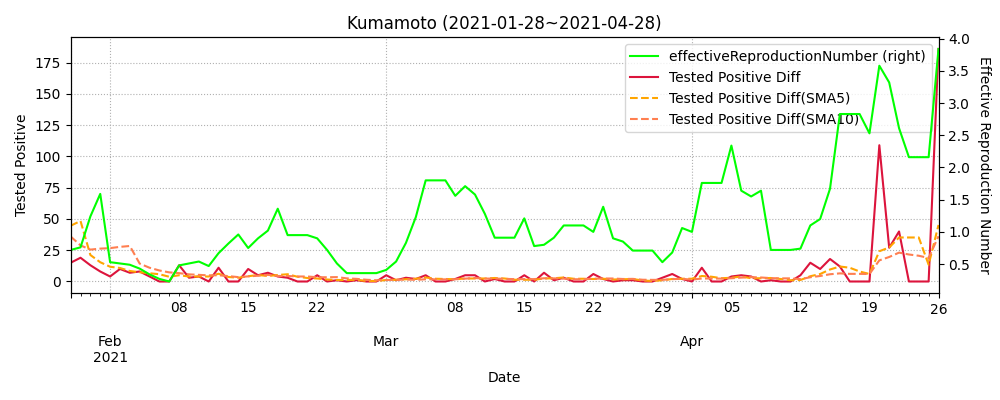 Kumamoto (2021-01-28~2021-04-28)
effectiveReproductionNumber (right)
Tested Positive Diff
Tested Positive Diff(SMA5)
Tested Positive Diff(SMA10)
Tested Positive
175
150
125
100
75
50
25
0
4.0
3.5
3.0
2.5
2.0
1.5
1.0
0.5
Effective Reproduction Number
08 15 22 08 15 22 29 05 12 19 26
Feb Mar Apr
2021
Date